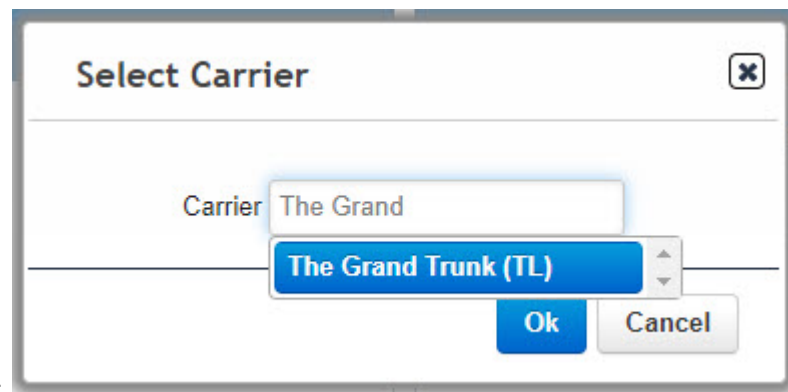 Select Carrier
Carrier The Grand
The Grand Trunk (TL)
Ok Cancel